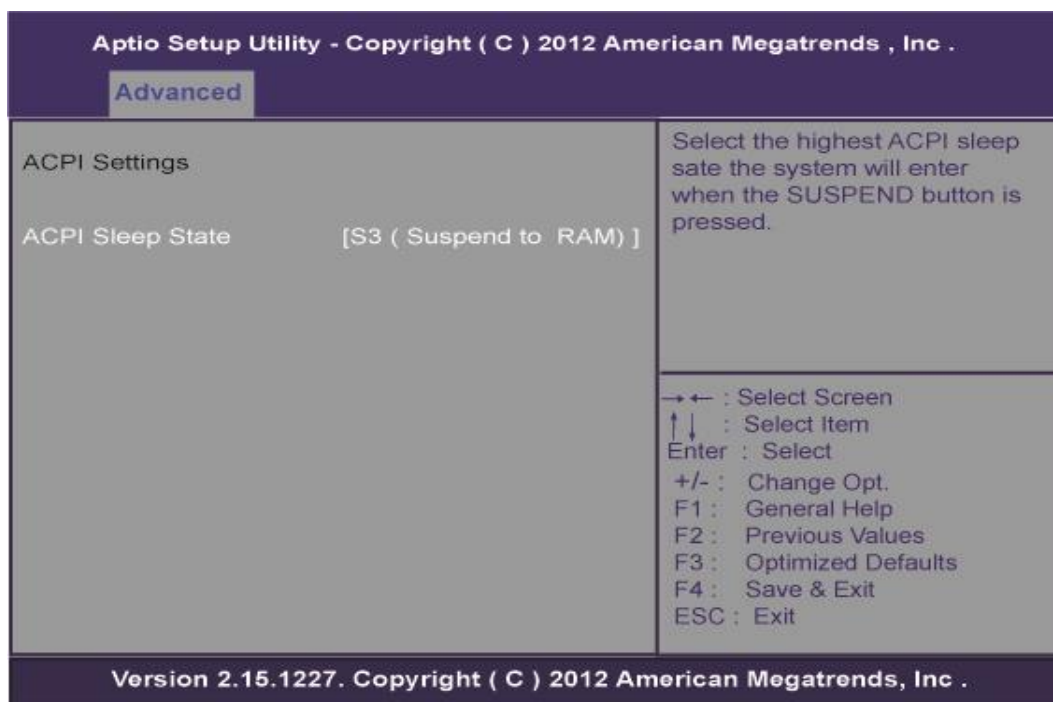 Aptio Setup Utility - Copyright ( C ) 2012 American Megatrends , Inc .
Advanced
ACPI Settings
ACPI Sleep State [S3 ( Suspend to RAM) ]
Select the highest ACPI sleep
sate the system will enter
when the SUSPEND button is
pressed.
→← : Select Screen
↑↓ : Select Item
Enter : Select
+/- : Change Opt.
F1 : General Help
F2 : Previous Values
F3 : Optimized Defaults
F4 : Save & Exit
ESC : Exit
Version 2.15.1227. Copyright ( C ) 2012 American Megatrends, Inc .